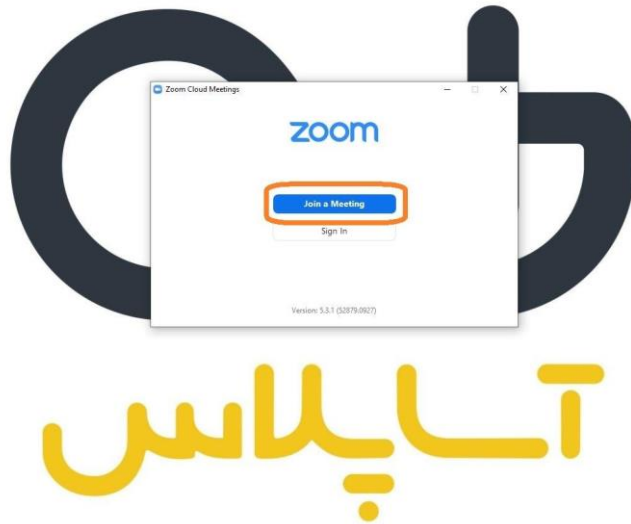 Zoom Cloud Meetings
zoom
Join a Meeting
Sign In
Version: 5.3.1 (52879.0927)
آساپلاس